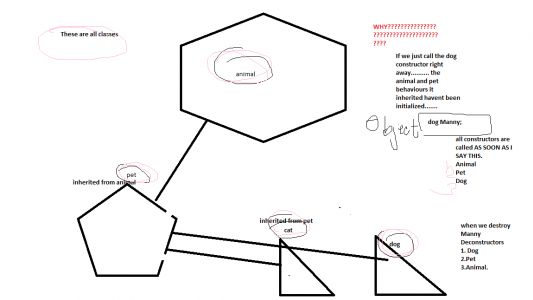 These are all classes
animal
WHY???????????????
????????????????????
????
If we just call the dog
constructor right
away.......... the
animal and pet
behaviours it
inherited havent been
initialized.......
Object
dog Manny;
all constructors are
called AS SOON AS I
SAY THIS.
Animal
Pet
Dog
pet
inherited from animal
inherited from pet
cat
dog
when we destroy
Manny
Deconstructors
1. Dog
2.Pet
3.Animal.